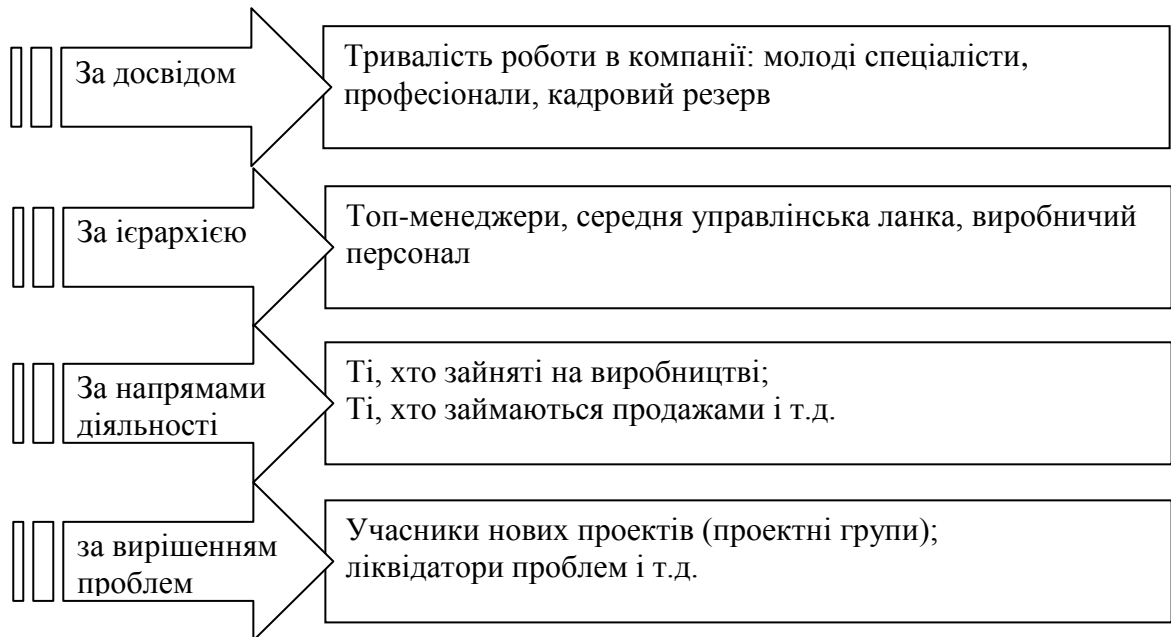 За досвідом
Тривалість роботи в компанії: молоді спеціалісти,
професіонали, кадровий резерв
За ієрархією
Топ-менеджери, середня управлінська ланка, виробничий
персонал
За напрямами
діяльності
Ті, хто зайняті на виробництві;
Ті, хто займаються продажами і т.д.
за вирішенням
проблем
Учасники нових проектів (проектні групи);
ліквідатори проблем і т.д.